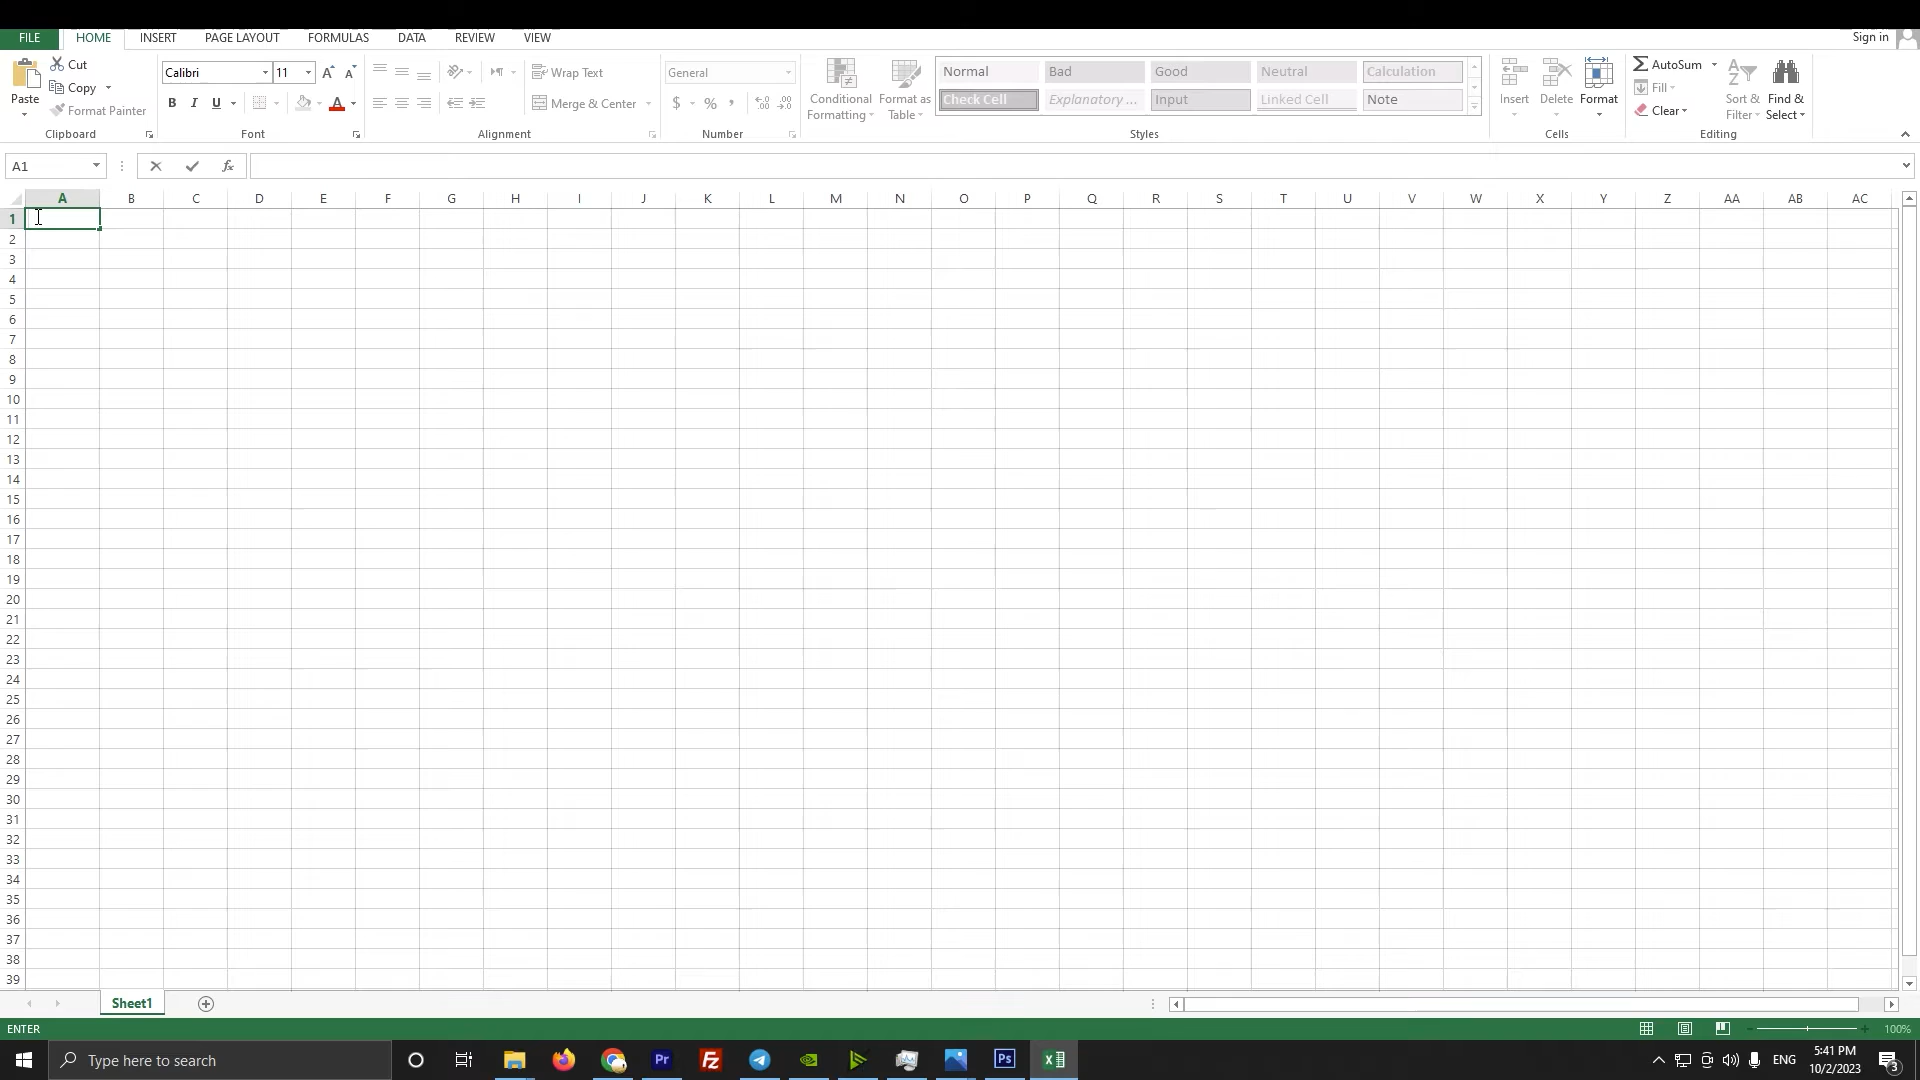 FILE HOME INSERT PAGE LAYOUT FORMULAS DATA REVIEW VIEW Sign in
Cut
Copy
Format Painter
Paste
Clipboard
Calibri 11
B I U
Font
Wrap Text
Merge & Center
Alignment
General
$ % ,
Number
Conditional Formatting
Format as Table
Normal Bad Good Neutral Calculation
Check Cell Explanatory ... Input Linked Cell Note
Styles
Insert Delete Format
Cells
AutoSum
Fill
Clear
Sort & Filter
Find & Select
Editing
A1 fx
A B C D E F G H I J K L M N O P Q R S T U V W X Y Z AA AB AC
1
2
3
4
5
6
7
8
9
10
11
12
13
14
15
16
17
18
19
20
21
22
23
24
25
26
27
28
29
30
31
32
33
34
35
36
37
38
39
Sheet1
ENTER 100%
Type here to search Pr Fz Ps X ENG 5:41 PM
10/2/2023 3